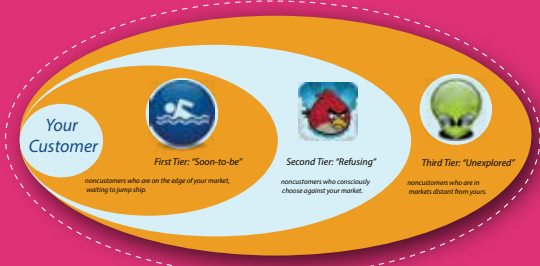 Your
Customer
First Tier: "Soon-to-be"
noncustomers who are on the edge of your market,
waiting to jump ship.
Second Tier: "Refusing"
noncustomers who consciously
choose against your market.
Third Tier: "Unexplored"
noncustomers who are in
markets distant from yours.